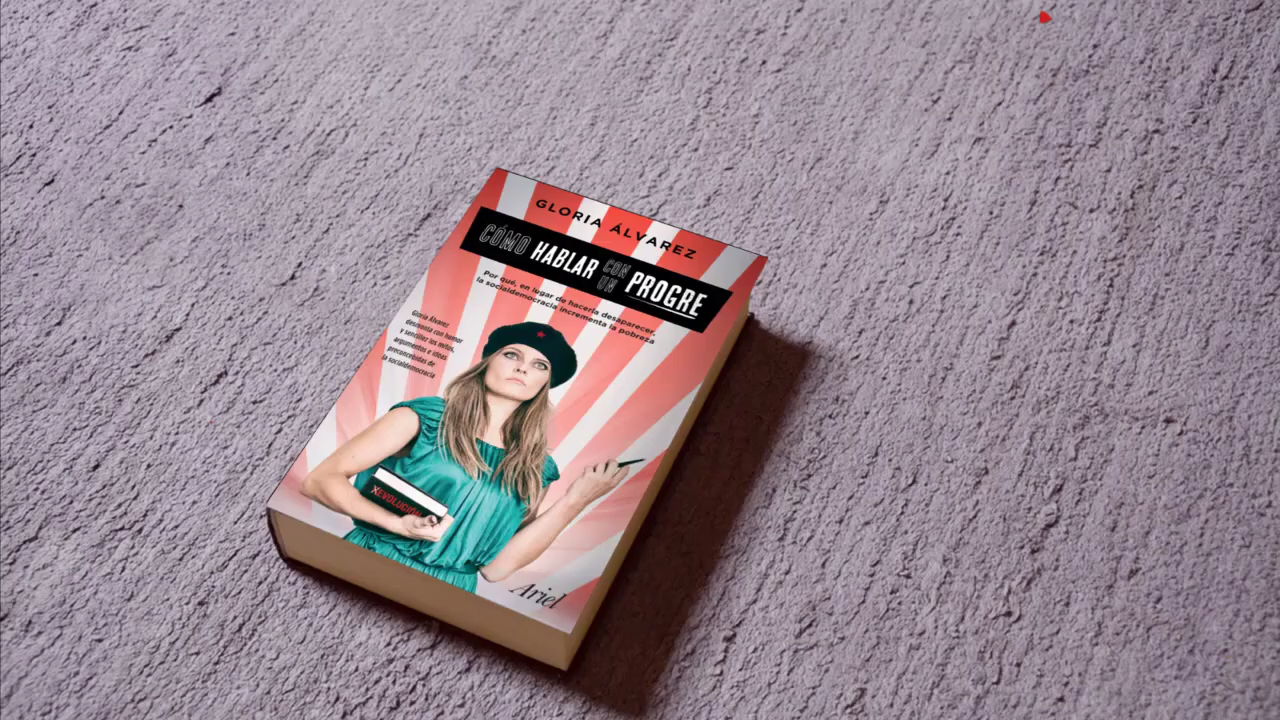 GLORIA ÁLVAREZ
CÓMO HABLAR CON UN PROGRE
Por qué, en lugar de hacerla desaparecer,
la socialdemocracia incrementa la pobreza
Gloria Álvarez
desmonta con humor
y sencillez los mitos,
argumentos e ideas
preconcebidas de
la socialdemocracia
REVOLUCIÓN
Ariel